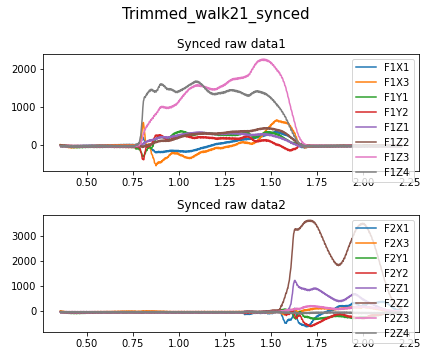 Trimmed_walk21_synced
Synced raw data1
2000
1000
0
F1X1
F1X3
F1Y1
F1Y2
F1Z1
F1Z2
F1Z3
F1Z4
0.50 0.75 1.00 1.25 1.50 1.75 2.00 2.25
Synced raw data2
3000
2000
1000
0
F2X1
F2X3
F2Y1
F2Y2
F2Z1
F2Z2
F2Z3
F2Z4
0.50 0.75 1.00 1.25 1.50 1.75 2.00 2.25